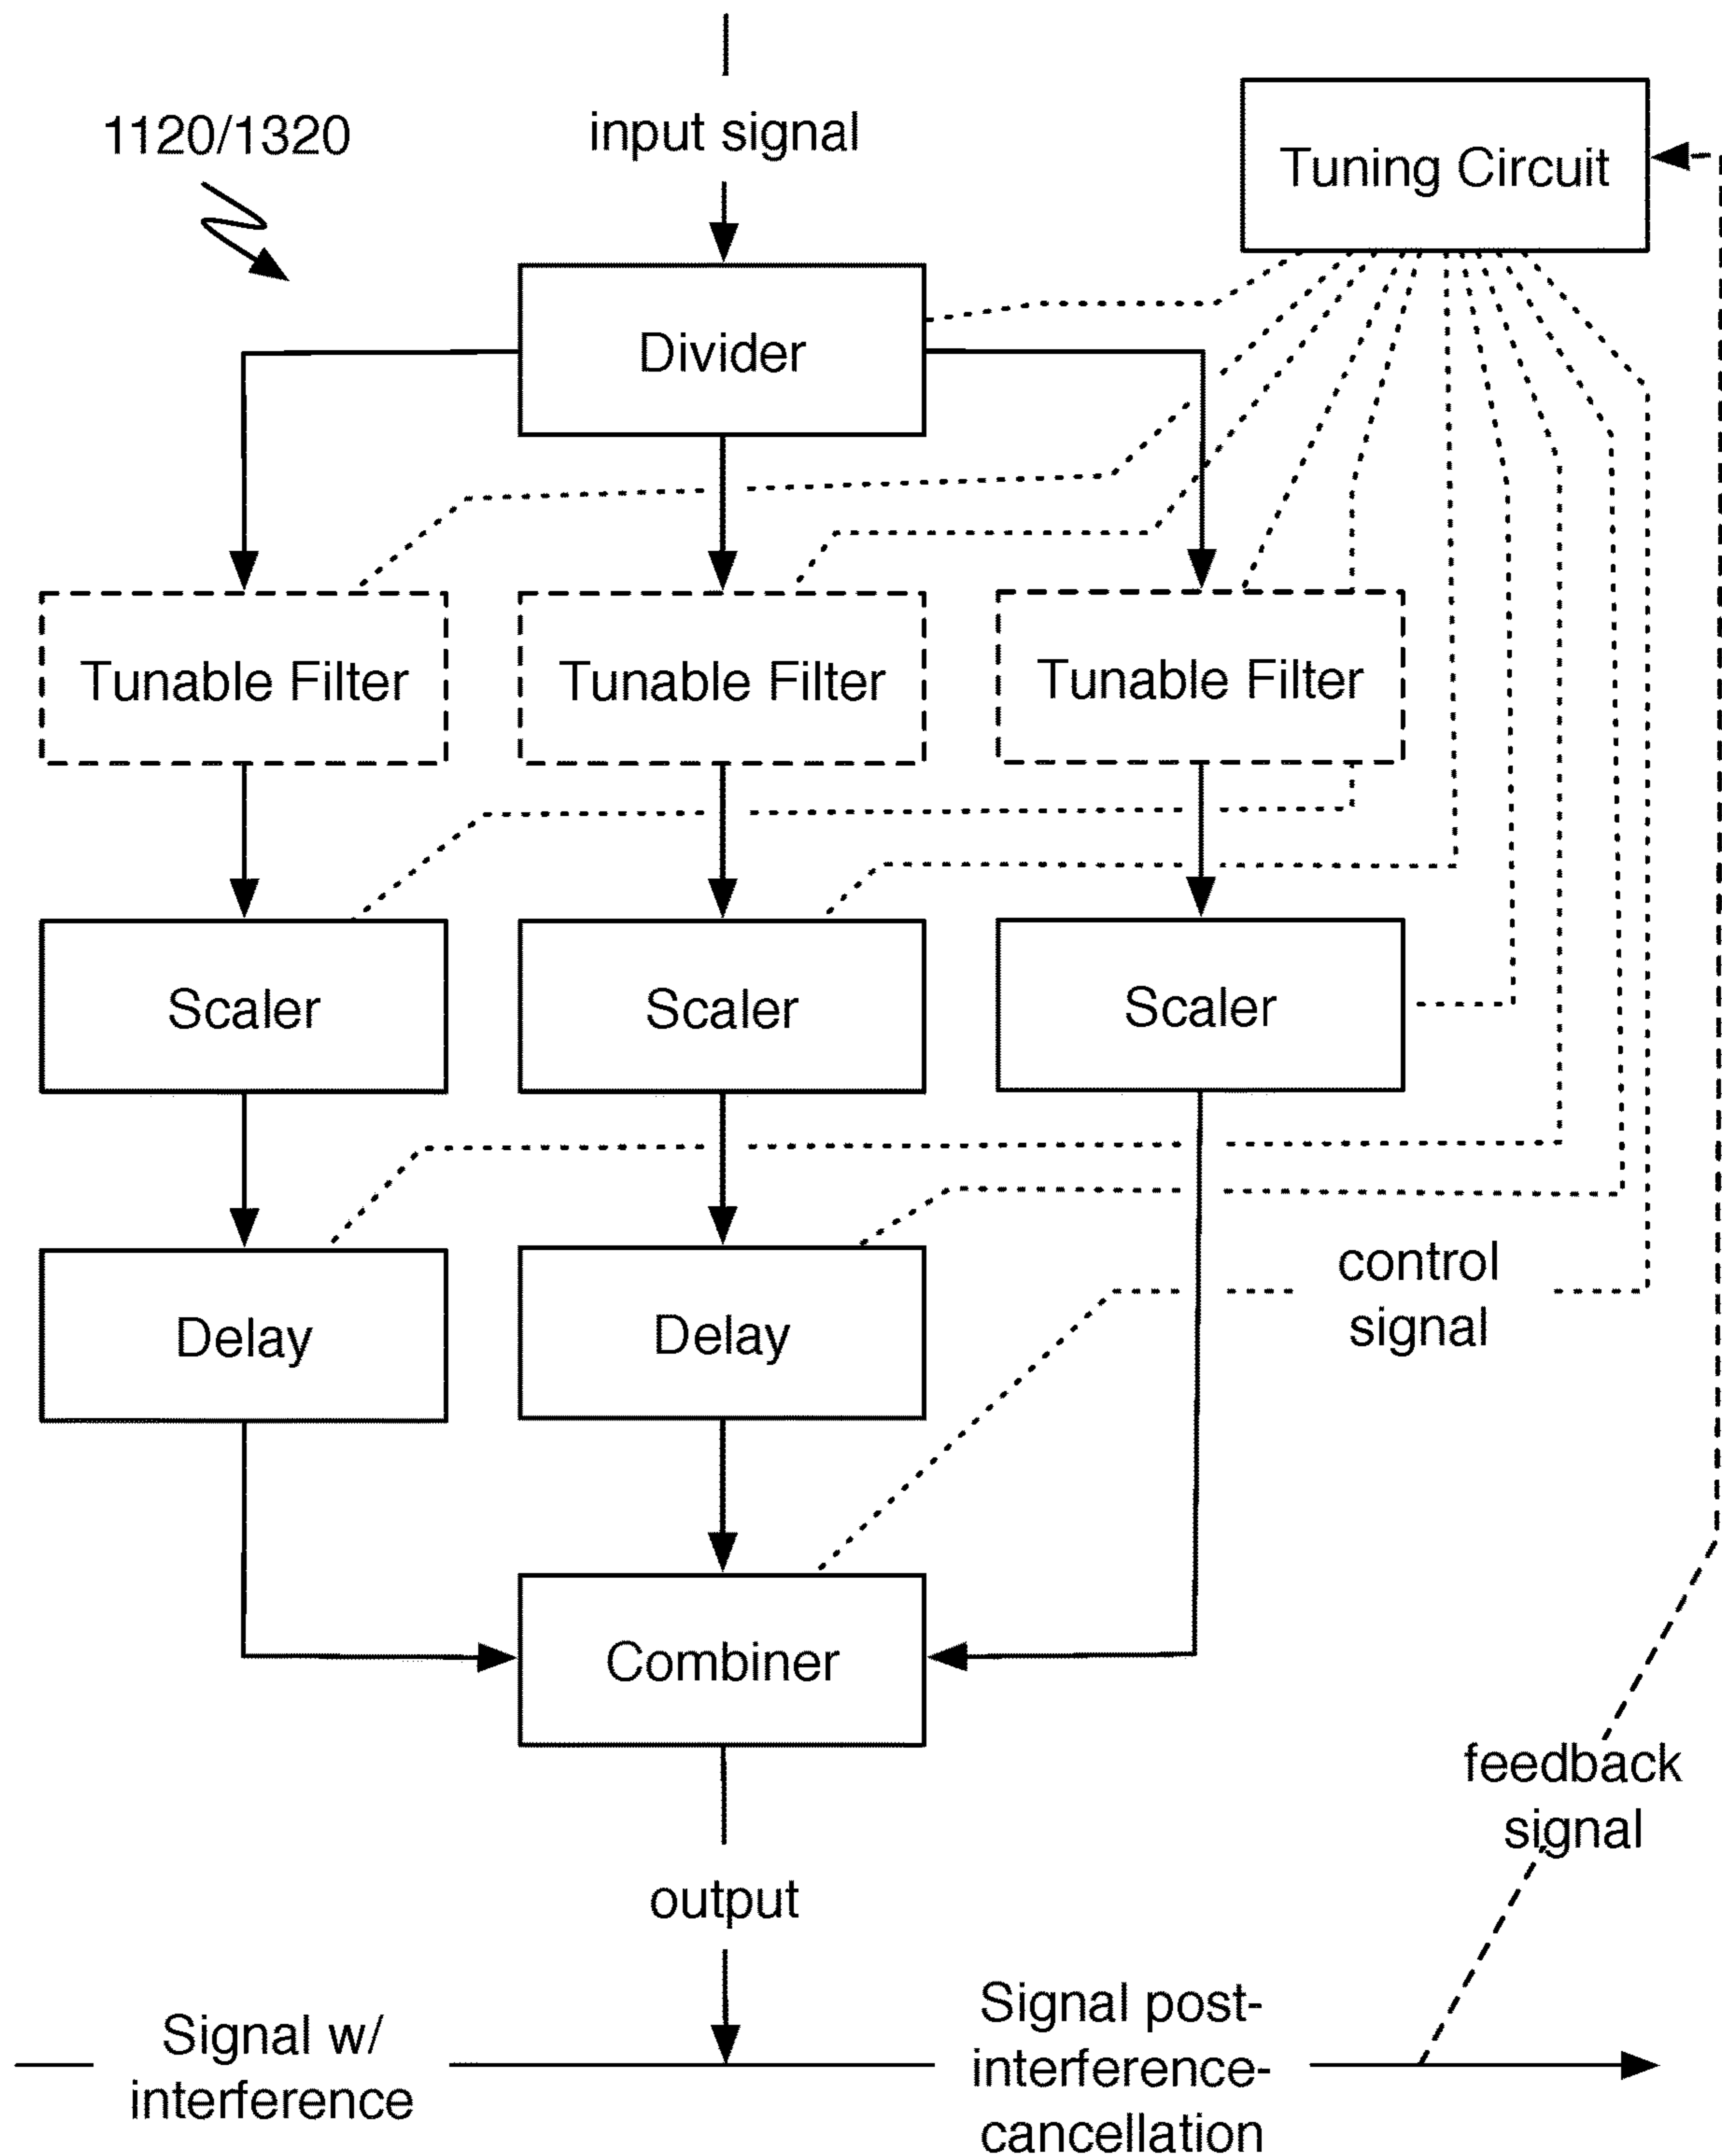 1120/1320
input signal
Tuning Circuit
Divider
Tunable Filter
Tunable Filter
Tunable Filter
Scaler
Scaler
Scaler
Delay
Delay
control
signal
Combiner
feedback
signal
output
Signal w/
interference
Signal post-
interference-
cancellation